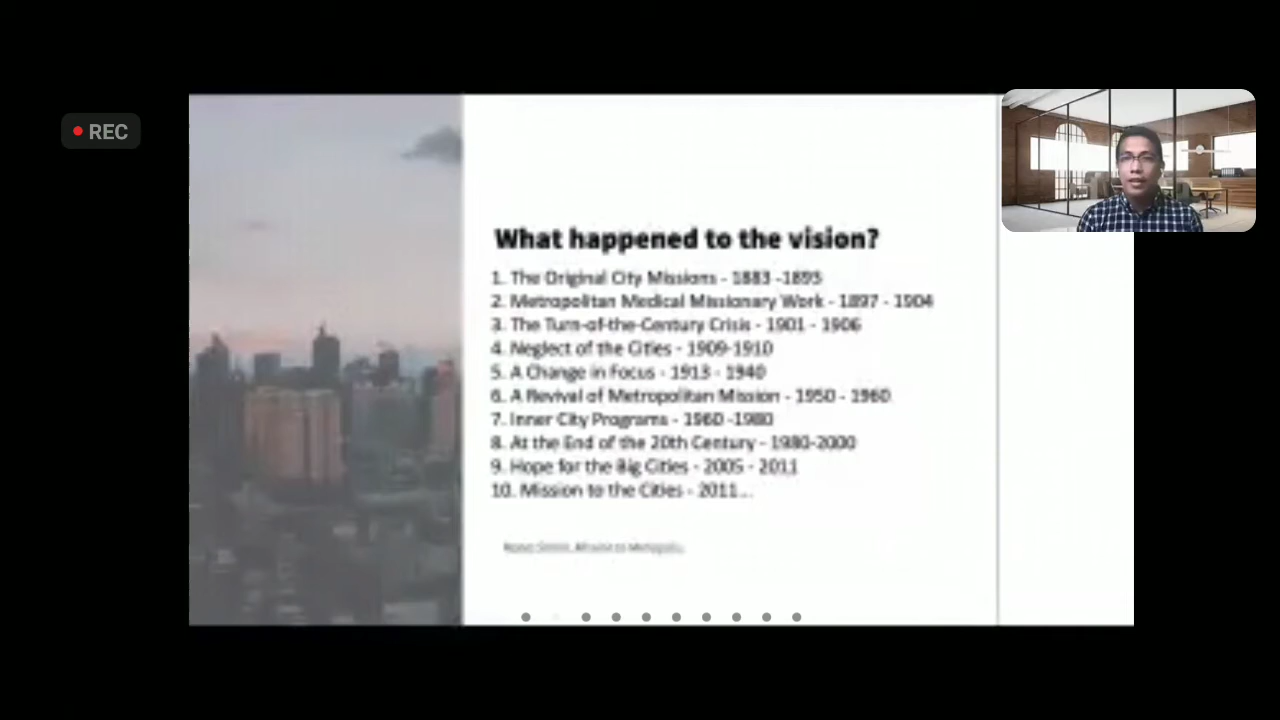 REC
What happened to the vision?
1. The Original City Missions - 1883 -1895
2. Metropolitan Medical Missionary Work - 1897 - 1904
3. The Turn-of-the-Century Crisis - 1901 - 1906
4. Neglect of the Cities - 1909-1910
5. A Change in Focus - 1913 - 1940
6. A Revival of Metropolitan Mission - 1950 - 1960
7. Inner City Programs - 1960 -1980
8. At the End of the 20th Century - 1980-2000
9. Hope for the Big Cities - 2005 - 2011
10. Mission to the Cities - 2011...